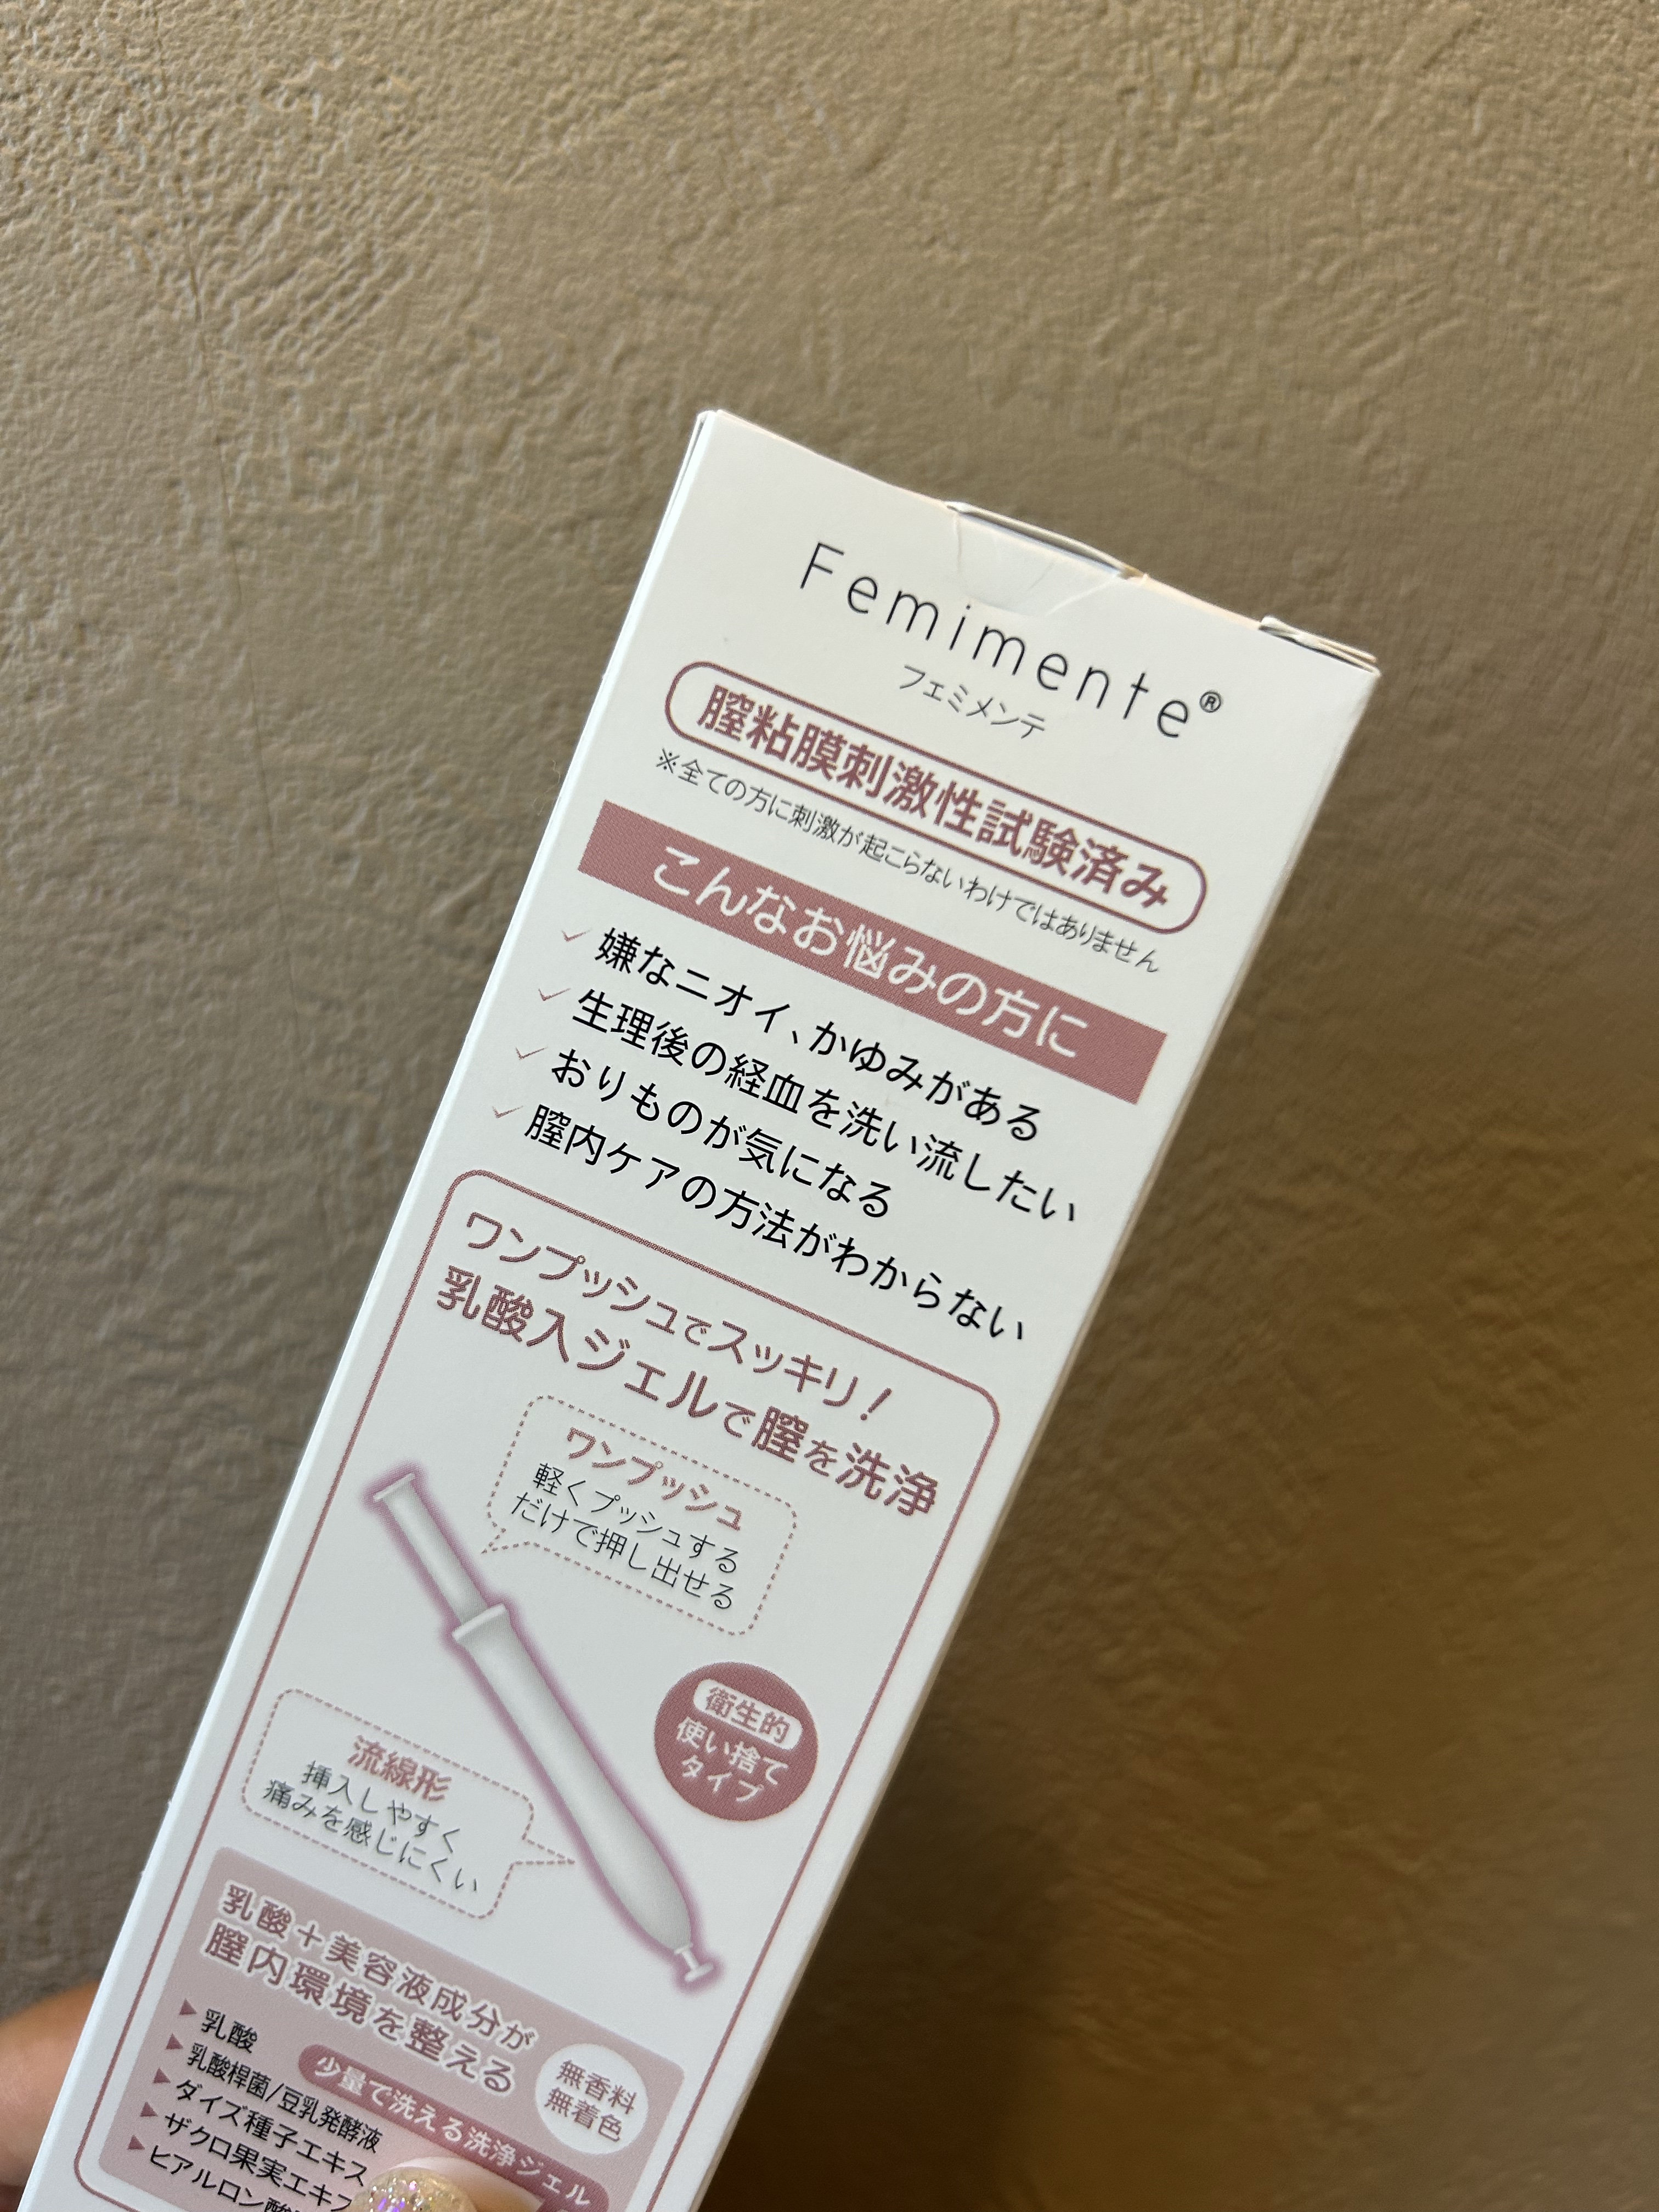 Femimente®
フェミメンテ
膣粘膜刺激性試験済み
※全ての方に刺激が起こらないわけではありません
こんなお悩みの方に
嫌なニオイ、かゆみがある
生理後の経血を洗い流したい
おりものが気になる
膣内ケアの方法がわからない
ワンプッシュでスッキリ!
乳酸入ジェルで膣を洗浄
ワンプッシュ
軽くプッシュする
だけで押し出せる
衛生的
使い捨て
タイプ
流線形
挿入しやすく
痛みを感じにくい
乳酸+美容液成分が
膣内環境を整える
無香料
無着色
少量で洗える洗浄ジェル
乳酸
乳酸桿菌/豆乳発酵液
ダイズ種子エキス
ザクロ果実エキス
ヒアルロン酸